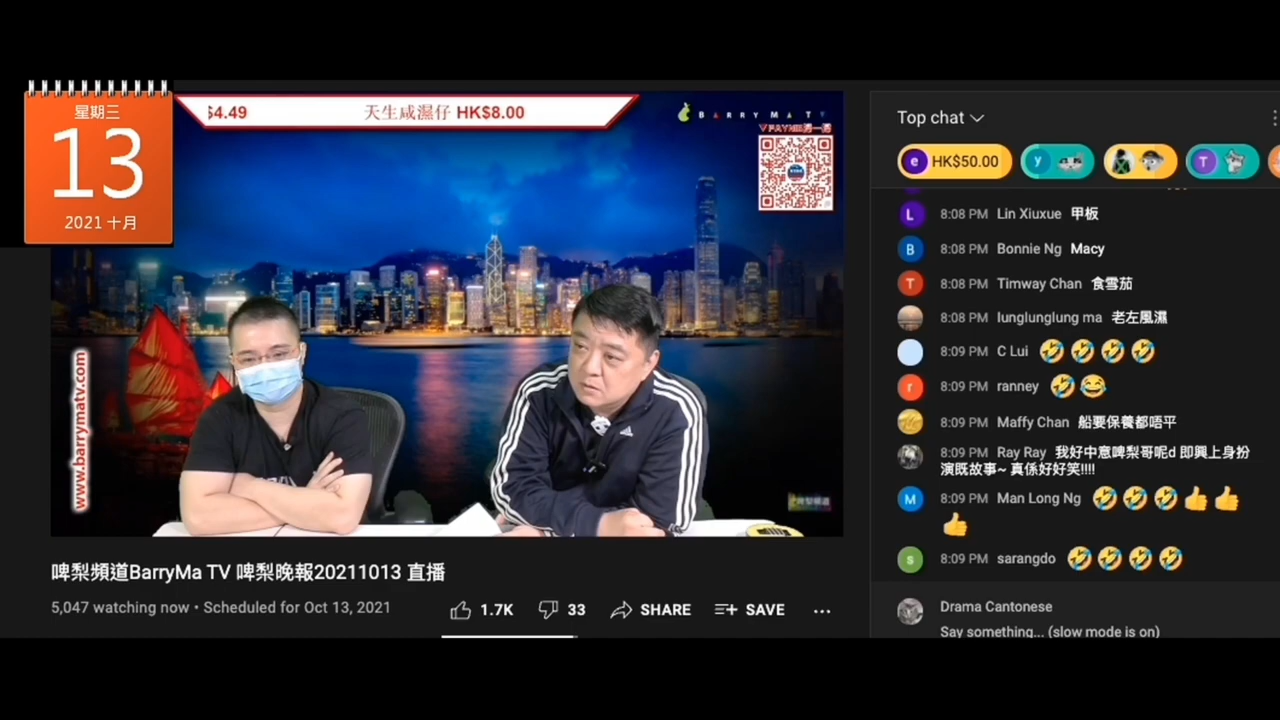 星期三
13
2021 十月
$4.49
天生咸濕仔 HK$8.00
BARRYMATV
www.barrymatv.com
啤梨頻道BarryMa TV 啤梨晚報20211013 直播
5,047 watching now • Scheduled for Oct 13, 2021
1.7K
33
SHARE
SAVE
Top chat
e HK$50.00
y
T
L 8:08 PM Lin Xiuxue 甲板
B 8:08 PM Bonnie Ng Macy
T 8:08 PM Timway Chan 食雪茄
8:08 PM lunglunglung ma 老左風濕
8:09 PM C Lui 🤣🤣🤣🤣
r 8:09 PM ranney 🤣😂
8:09 PM Maffy Chan 船要保養都唔平
8:09 PM Ray Ray 我好中意啤梨哥呢d 即興上身扮
演既故事~ 真係好好笑!!!!
M 8:09 PM Man Long Ng 🤣🤣🤣👍👍
👍
s 8:09 PM sarangdo 🤣🤣🤣🤣
Drama Cantonese
Say something... (slow mode is on)